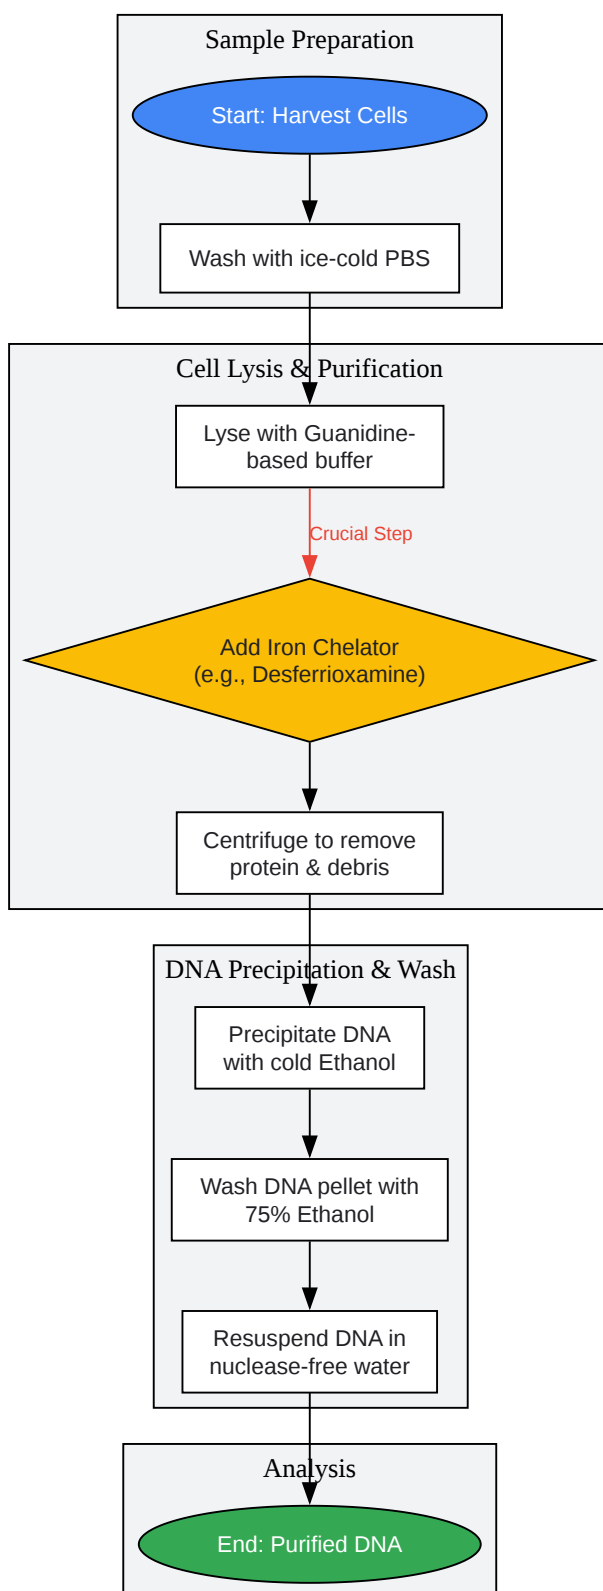 Sample Preparation
Start: Harvest Cells
Wash with ice-cold PBS
Cell Lysis & Purification
Lyse with Guanidine-
based buffer
Crucial Step
Add Iron Chelator
(e.g., Desferrioxamine)
Centrifuge to remove
protein & debris
DNA Precipitation & Wash
Precipitate DNA
with cold Ethanol
Wash DNA pellet with
75% Ethanol
Resuspend DNA in
nuclease-free water
Analysis
End: Purified DNA